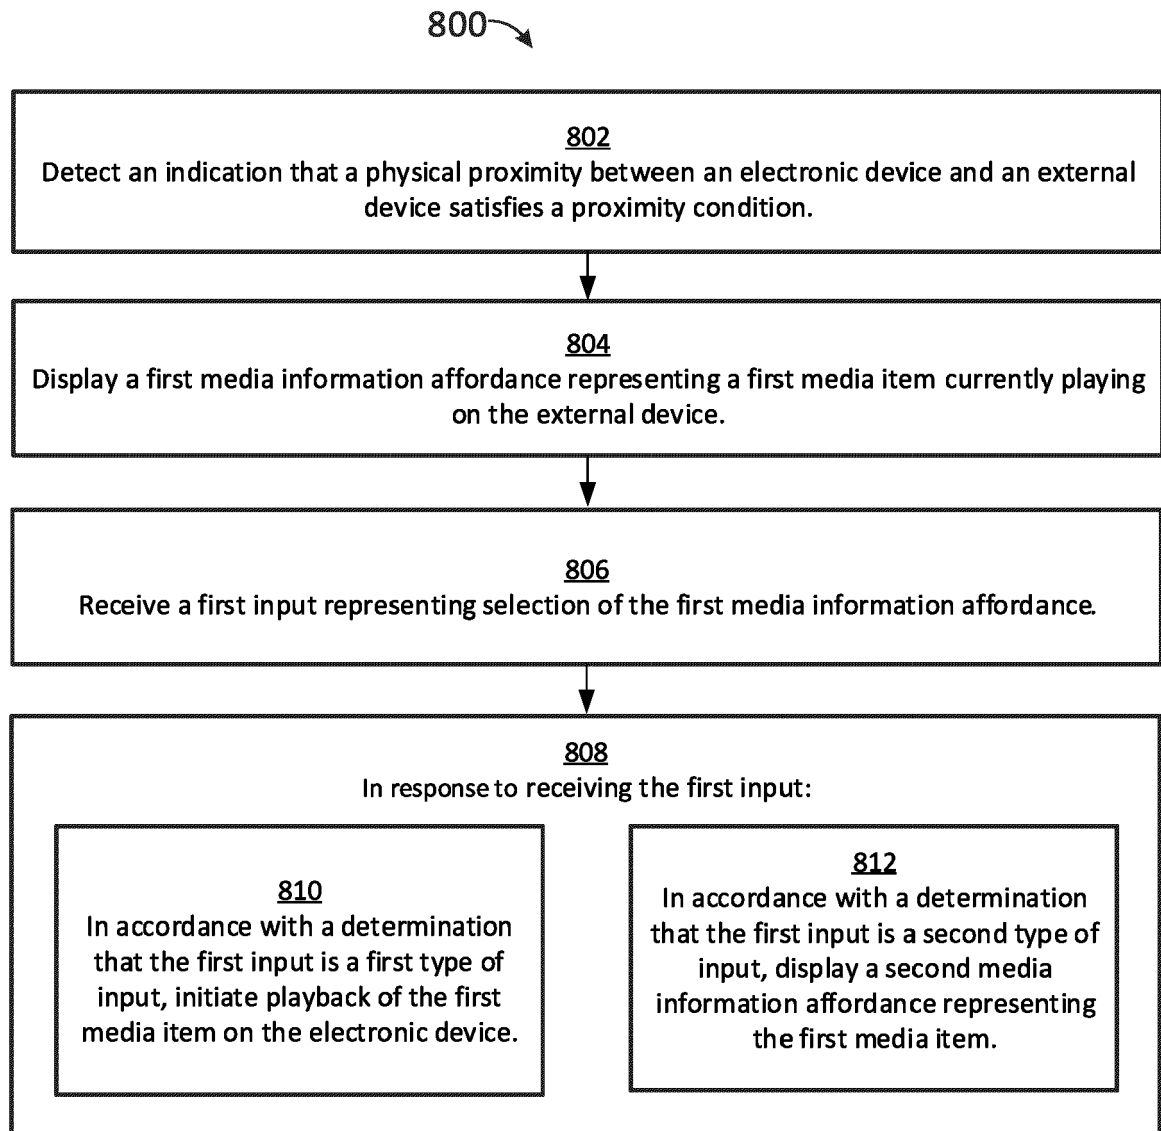 800
802
Detect an indication that a physical proximity between an electronic device and an external
device satisfies a proximity condition.
804
Display a first media information affordance representing a first media item currently playing
on the external device.
806
Receive a first input representing selection of the first media information affordance.
808
In response to receiving the first input:
810
In accordance with a determination
that the first input is a first type of
input, initiate playback of the first
media item on the electronic device.
812
In accordance with a determination
that the first input is a second type of
input, display a second media
information affordance representing
the first media item.